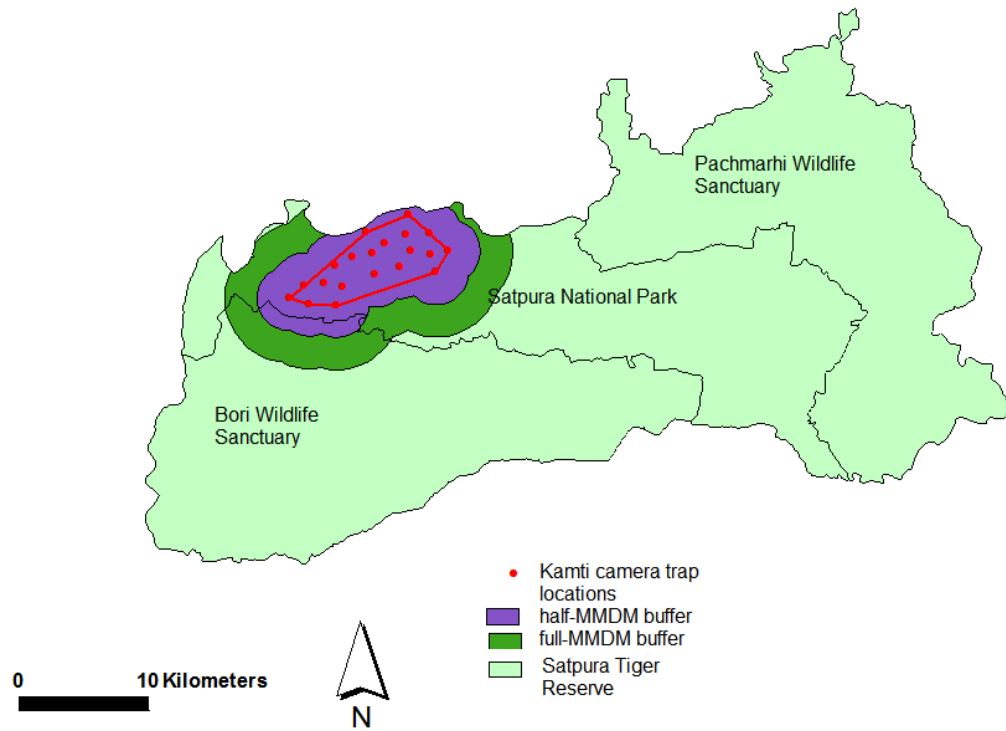 Pachmarhi Wildlife
Sanctuary
Satpura National Park
Bori Wildlife
Sanctuary
Kamti camera trap
locations
half-MMDM buffer
full-MMDM buffer
Satpura Tiger
Reserve
0 10 Kilometers
N